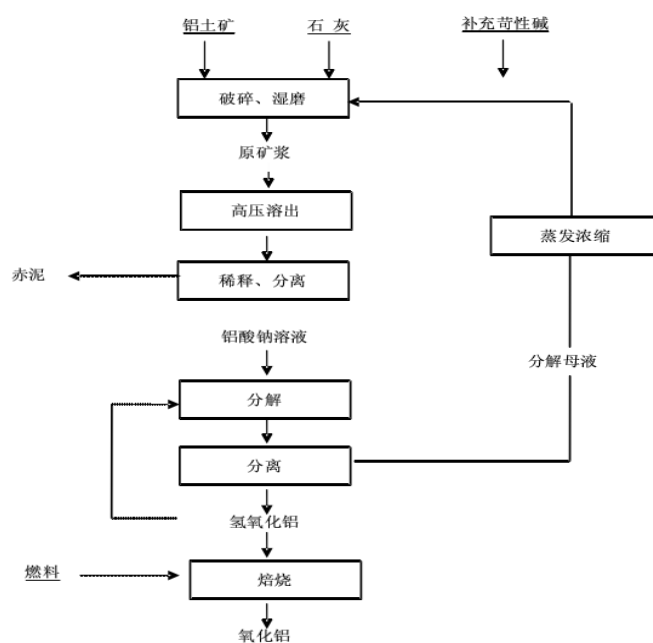 铝土矿
石 灰
补充苛性碱
破碎、湿磨
原矿浆
高压溶出
蒸发浓缩
赤泥
稀释、分离
铝酸钠溶液
分解母液
分解
分离
氢氧化铝
燃料
焙烧
氧化铝